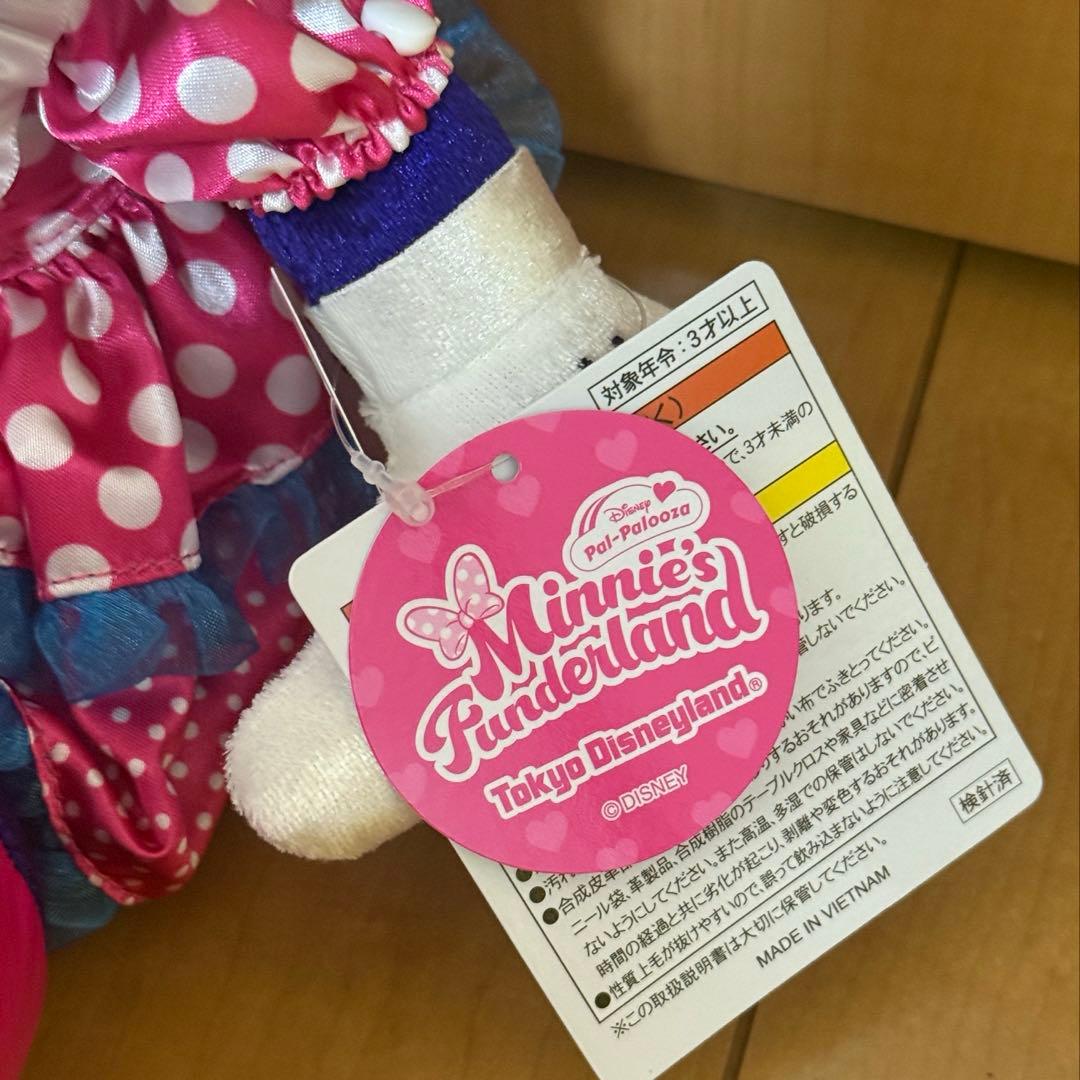 対象年令:3才以上
く)
さい。
で、3才未満の
すと破損する
Disney
Pal-Palooza
Minnie's
Funderland
Tokyo Disneyland®
©DISNEY
ります。
管しないでください。
い布でふきとってください。
するおそれがありますので、ビ
ニール袋、革製品、合成樹脂のテーブルクロスや家具などに密着させ
ないようにしてください。また高温、多湿での保管はしないでください。
時間の経過と共に劣化が起こり、剥離や変色するおそれがあります。
●性質上毛が抜けやすいので、誤って飲み込まないように注意してください。
※この取扱説明書は大切に保管してください。
検針済
MADE IN VIETNAM
●汚れ
●合成皮革